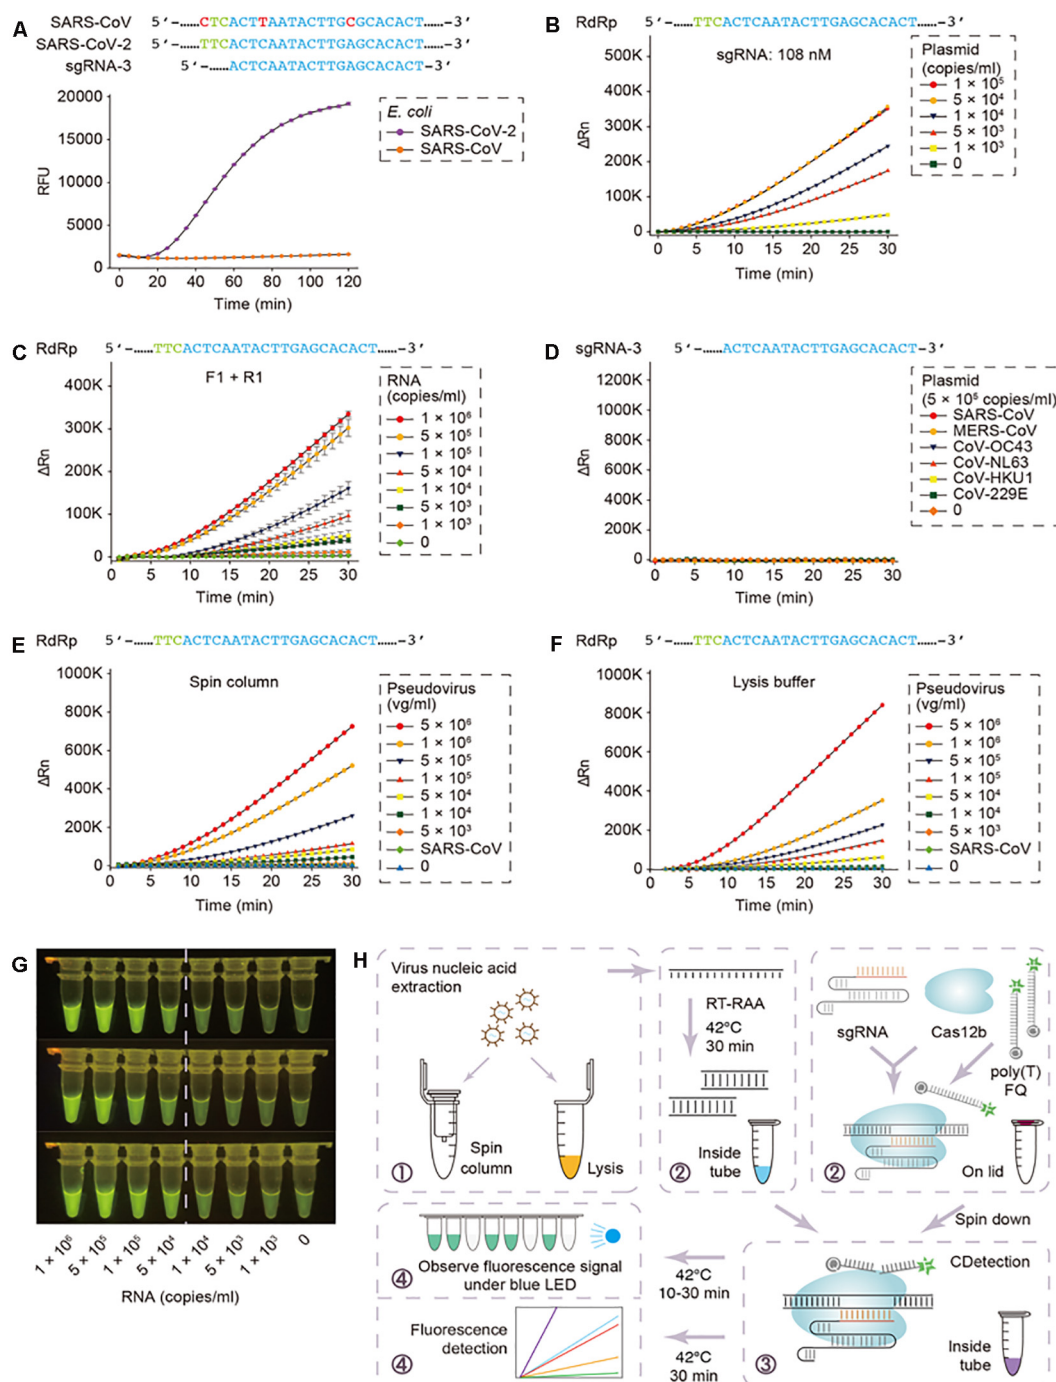 A
SARS-CoV 5‘–......CTCACTTAATACTTGCGCACACT......–3’
SARS-CoV-2 5‘–......TTCACTCAATACTTGAGCACACT......–3’
sgRNA-3 5‘–......ACTCAATACTTGAGCACACT–3’
20000
15000
10000
5000
0
RFU
0 20 40 60 80 100 120
Time (min)
E. coli
SARS-CoV-2
SARS-CoV
B
RdRp 5‘–......TTCACTCAATACTTGAGCACACT......–3’
sgRNA: 108 nM
500K
400K
300K
200K
100K
0
ΔRn
0 5 10 15 20 25 30
Time (min)
Plasmid
(copies/ml)
1 × 10⁵
5 × 10⁴
1 × 10⁴
5 × 10³
1 × 10³
0
C
RdRp 5‘–......TTCACTCAATACTTGAGCACACT......–3’
F1 + R1
400K
300K
200K
100K
0
ΔRn
0 5 10 15 20 25 30
Time (min)
RNA
(copies/ml)
1 × 10⁶
5 × 10⁵
1 × 10⁵
5 × 10⁴
1 × 10⁴
5 × 10³
1 × 10³
0
D
sgRNA-3 5‘–......ACTCAATACTTGAGCACACT......–3’
1200K
1000K
800K
600K
400K
200K
0
ΔRn
0 5 10 15 20 25 30
Time (min)
Plasmid
(5 × 10⁵ copies/ml)
SARS-CoV
MERS-CoV
CoV-OC43
CoV-NL63
CoV-HKU1
CoV-229E
0
E
RdRp 5‘–......TTCACTCAATACTTGAGCACACT......–3’
Spin column
1000K
800K
600K
400K
200K
0
ΔRn
0 5 10 15 20 25 30
Time (min)
Pseudovirus
(vg/ml)
5 × 10⁶
1 × 10⁶
5 × 10⁵
1 × 10⁵
5 × 10⁴
1 × 10⁴
5 × 10³
SARS-CoV
0
F
RdRp 5‘–......TTCACTCAATACTTGAGCACACT......–3’
Lysis buffer
1000K
800K
600K
400K
200K
0
ΔRn
0 5 10 15 20 25 30
Time (min)
Pseudovirus
(vg/ml)
5 × 10⁶
1 × 10⁶
5 × 10⁵
1 × 10⁵
5 × 10⁴
1 × 10⁴
5 × 10³
SARS-CoV
0
G
1 × 10⁶ 5 × 10⁵ 1 × 10⁵ 5 × 10⁴ 1 × 10⁴ 5 × 10³ 1 × 10³ 0
RNA (copies/ml)
H
Virus nucleic acid
extraction
Spin
column
Lysis
①
RT-RAA
42°C
30 min
Inside
tube
②
sgRNA
Cas12b
poly(T)
FQ
On lid
②
Spin down
CDetection
Inside
tube
③
42°C
10-30 min
Observe fluorescence signal
under blue LED
④
42°C
30 min
Fluorescence
detection
④